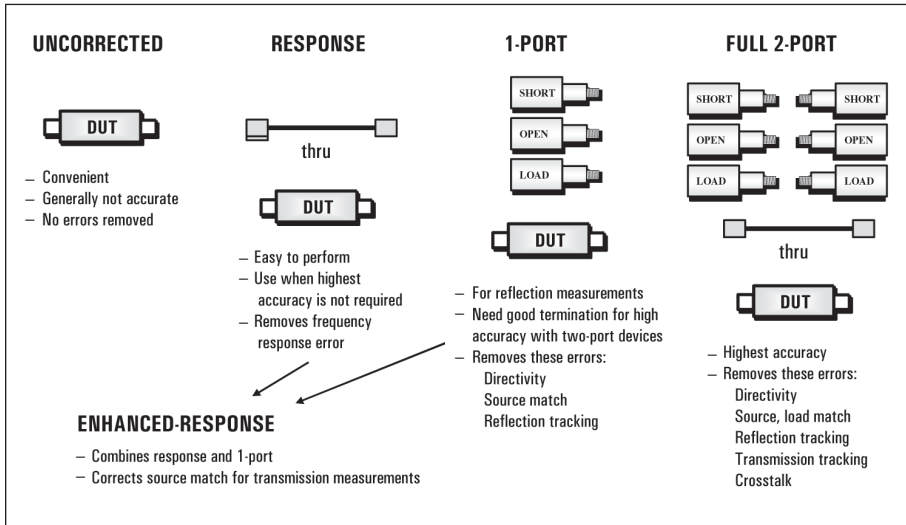 UNCORRECTED
DUT
– Convenient
– Generally not accurate
– No errors removed
RESPONSE
thru
DUT
– Easy to perform
– Use when highest
accuracy is not required
– Removes frequency
response error
1-PORT
SHORT
OPEN
LOAD
DUT
– For reflection measurements
– Need good termination for high
accuracy with two-port devices
– Removes these errors:
Directivity
Source match
Reflection tracking
FULL 2-PORT
SHORT SHORT
OPEN OPEN
LOAD LOAD
thru
DUT
– Highest accuracy
– Removes these errors:
Directivity
Source, load match
Reflection tracking
Transmission tracking
Crosstalk
ENHANCED-RESPONSE
– Combines response and 1-port
– Corrects source match for transmission measurements